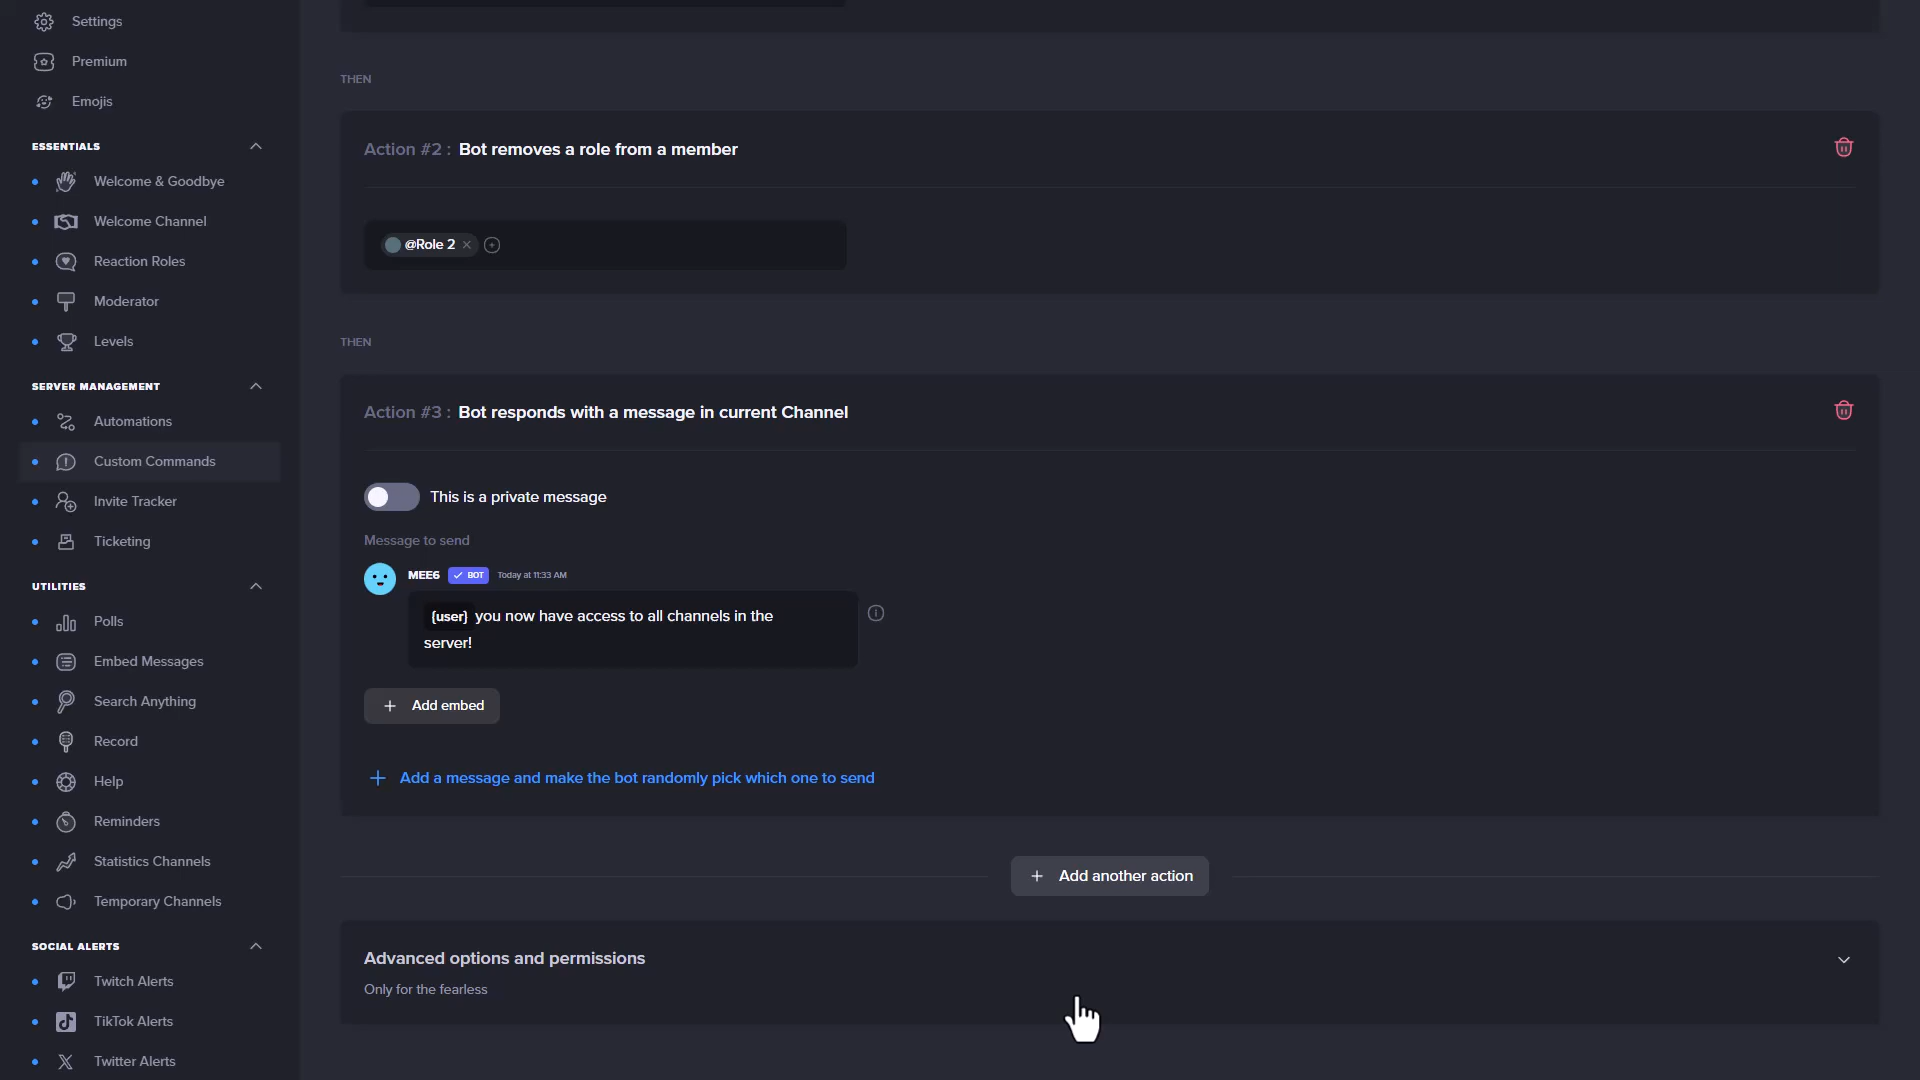 Settings
Premium
Emojis
ESSENTIALS
Welcome & Goodbye
Welcome Channel
Reaction Roles
Moderator
Levels
SERVER MANAGEMENT
Automations
Custom Commands
Invite Tracker
Ticketing
UTILITIES
Polls
Embed Messages
Search Anything
Record
Help
Reminders
Statistics Channels
Temporary Channels
SOCIAL ALERTS
Twitch Alerts
TikTok Alerts
Twitter Alerts
THEN
Action #2 : Bot removes a role from a member
@Role 2
THEN
Action #3 : Bot responds with a message in current Channel
This is a private message
Message to send
MEE6 BOT Today at 11:33 AM
{user} you now have access to all channels in the
server!
Add embed
Add a message and make the bot randomly pick which one to send
Add another action
Advanced options and permissions
Only for the fearless